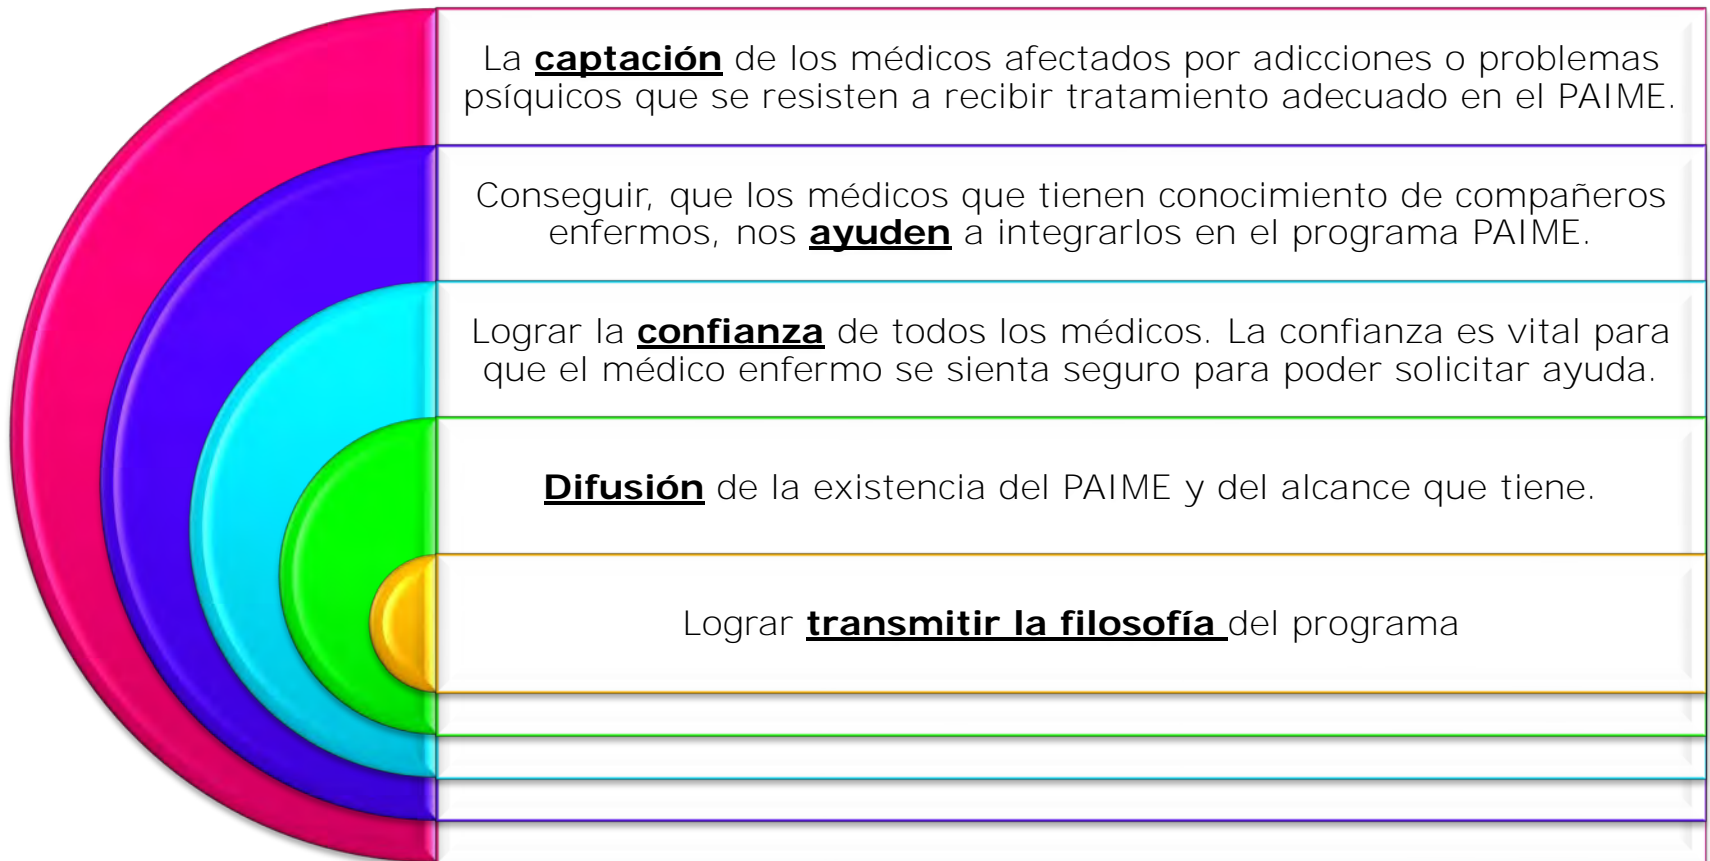 La captación de los médicos afectados por adicciones o problemas
psíquicos que se resisten a recibir tratamiento adecuado en el PAIME.
Conseguir, que los médicos que tienen conocimiento de compañeros
enfermos, nos ayuden a integrarlos en el programa PAIME.
Lograr la confianza de todos los médicos. La confianza es vital para
que el médico enfermo se sienta seguro para poder solicitar ayuda.
Difusión de la existencia del PAIME y del alcance que tiene.
Lograr transmitir la filosofía del programa